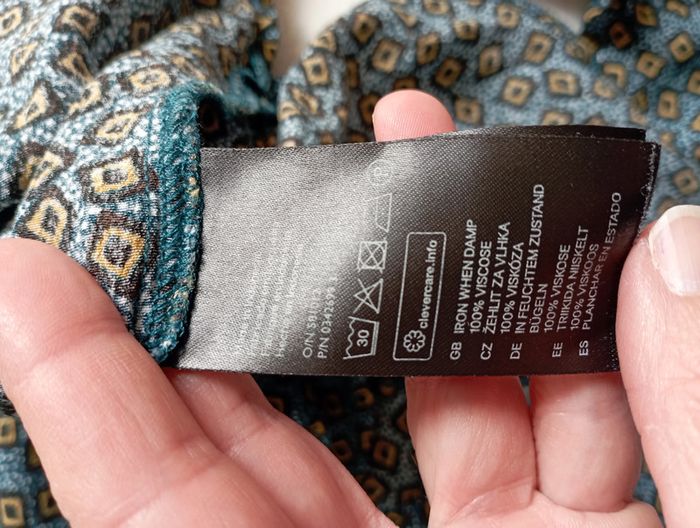 O/N/
P/N
30
clevercare.info
GB IRON WHEN DAMP
100% VISCOSE
CZ ŽEHLIT ZA VLHKA
100% VISKÓZA
DE IN FEUCHTEM ZUSTAND
BÜGELN
100% VISKOSE
EE TRIIKIDA NIISKELT
100% VISKOOS
ES PLANCHAR EN ESTADO